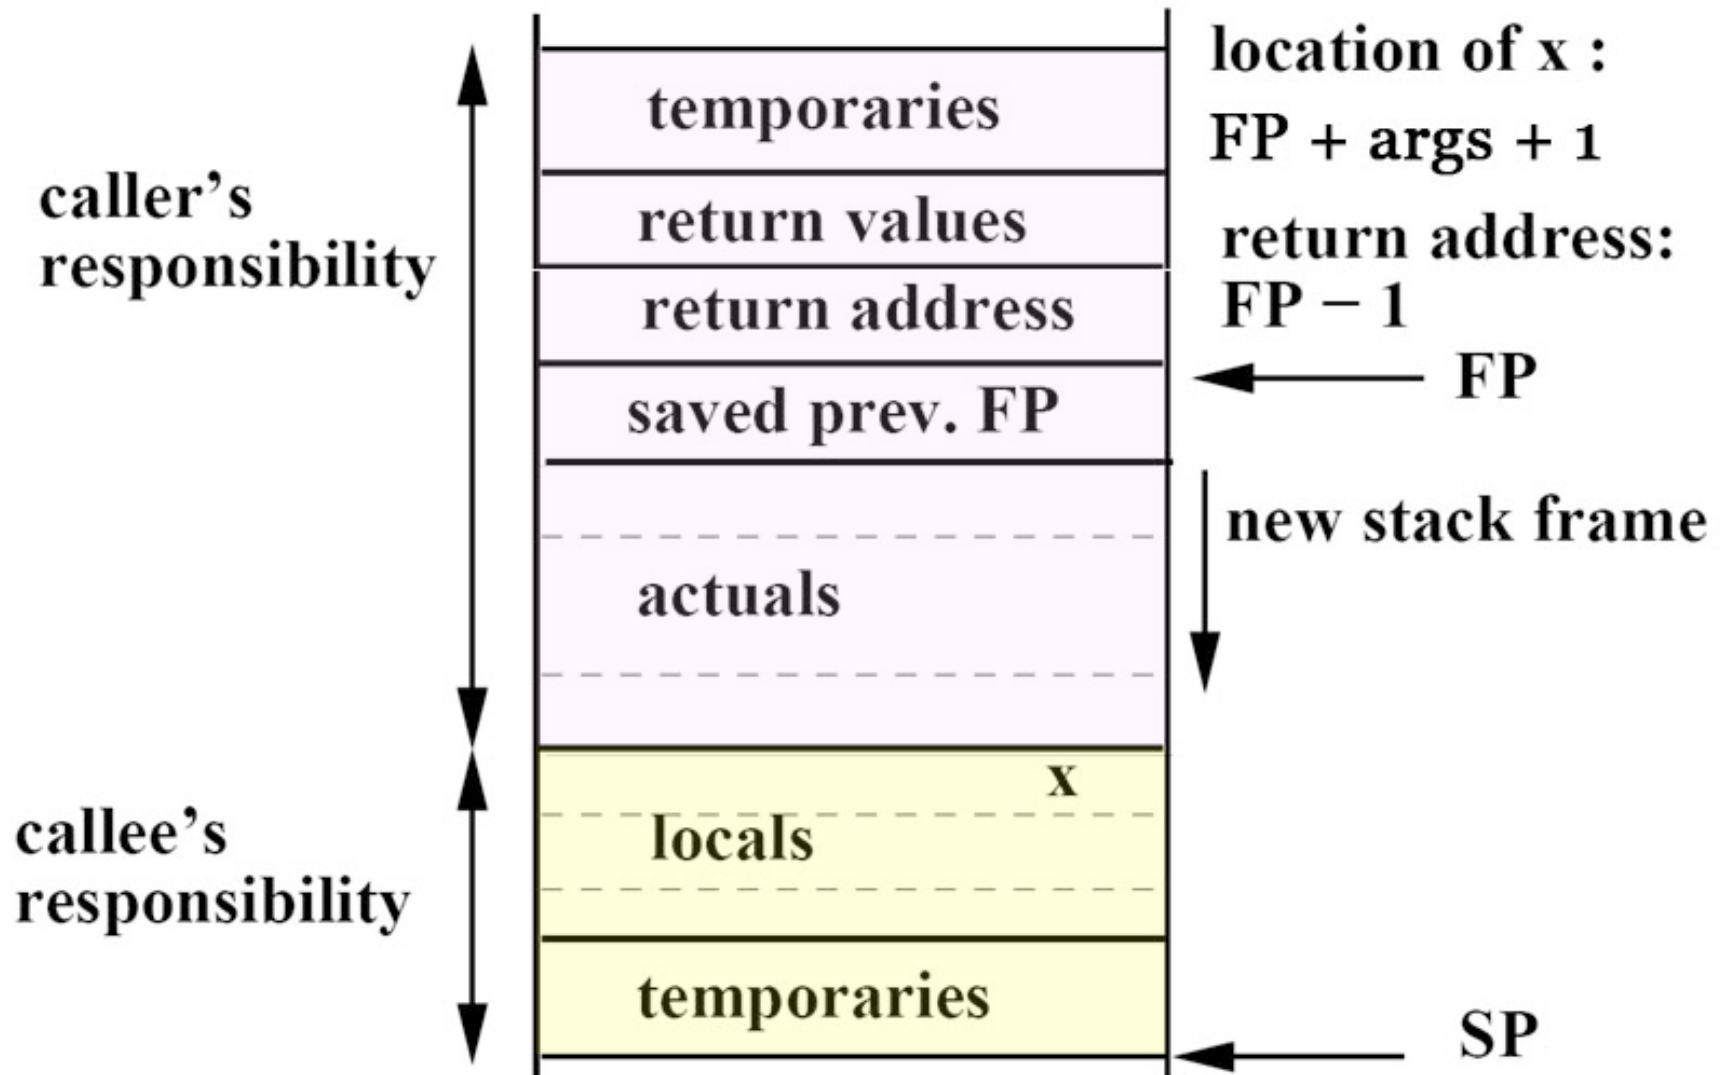 caller’s
responsibility
callee’s
responsibility
temporaries
return values
return address
saved prev. FP
actuals
x
locals
temporaries
location of x :
FP + args + 1
return address:
FP − 1
FP
new stack frame
SP